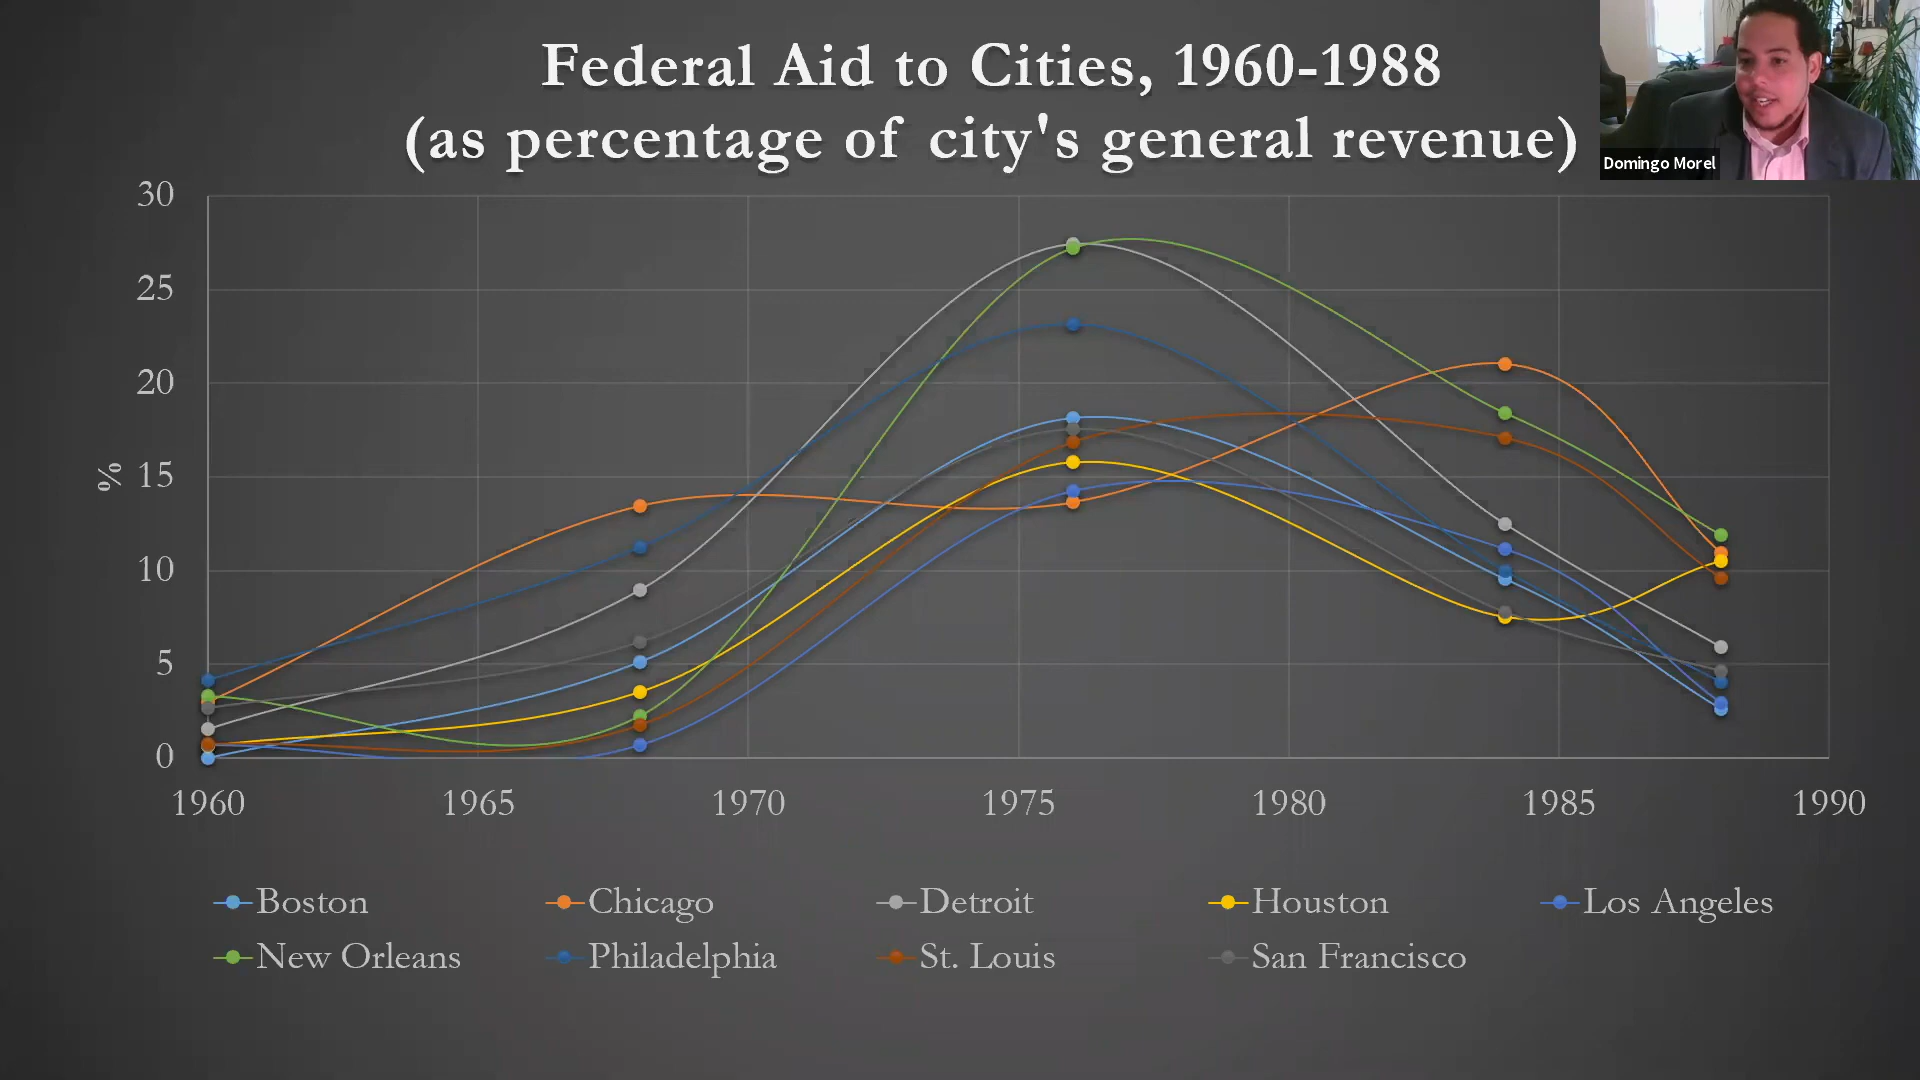 Federal Aid to Cities, 1960-1988
(as percentage of city's general revenue)
Domingo Morel
30
25
20
15
10
5
0
%
1960 1965 1970 1975 1980 1985 1990
Boston Chicago Detroit Houston Los Angeles
New Orleans Philadelphia St. Louis San Francisco